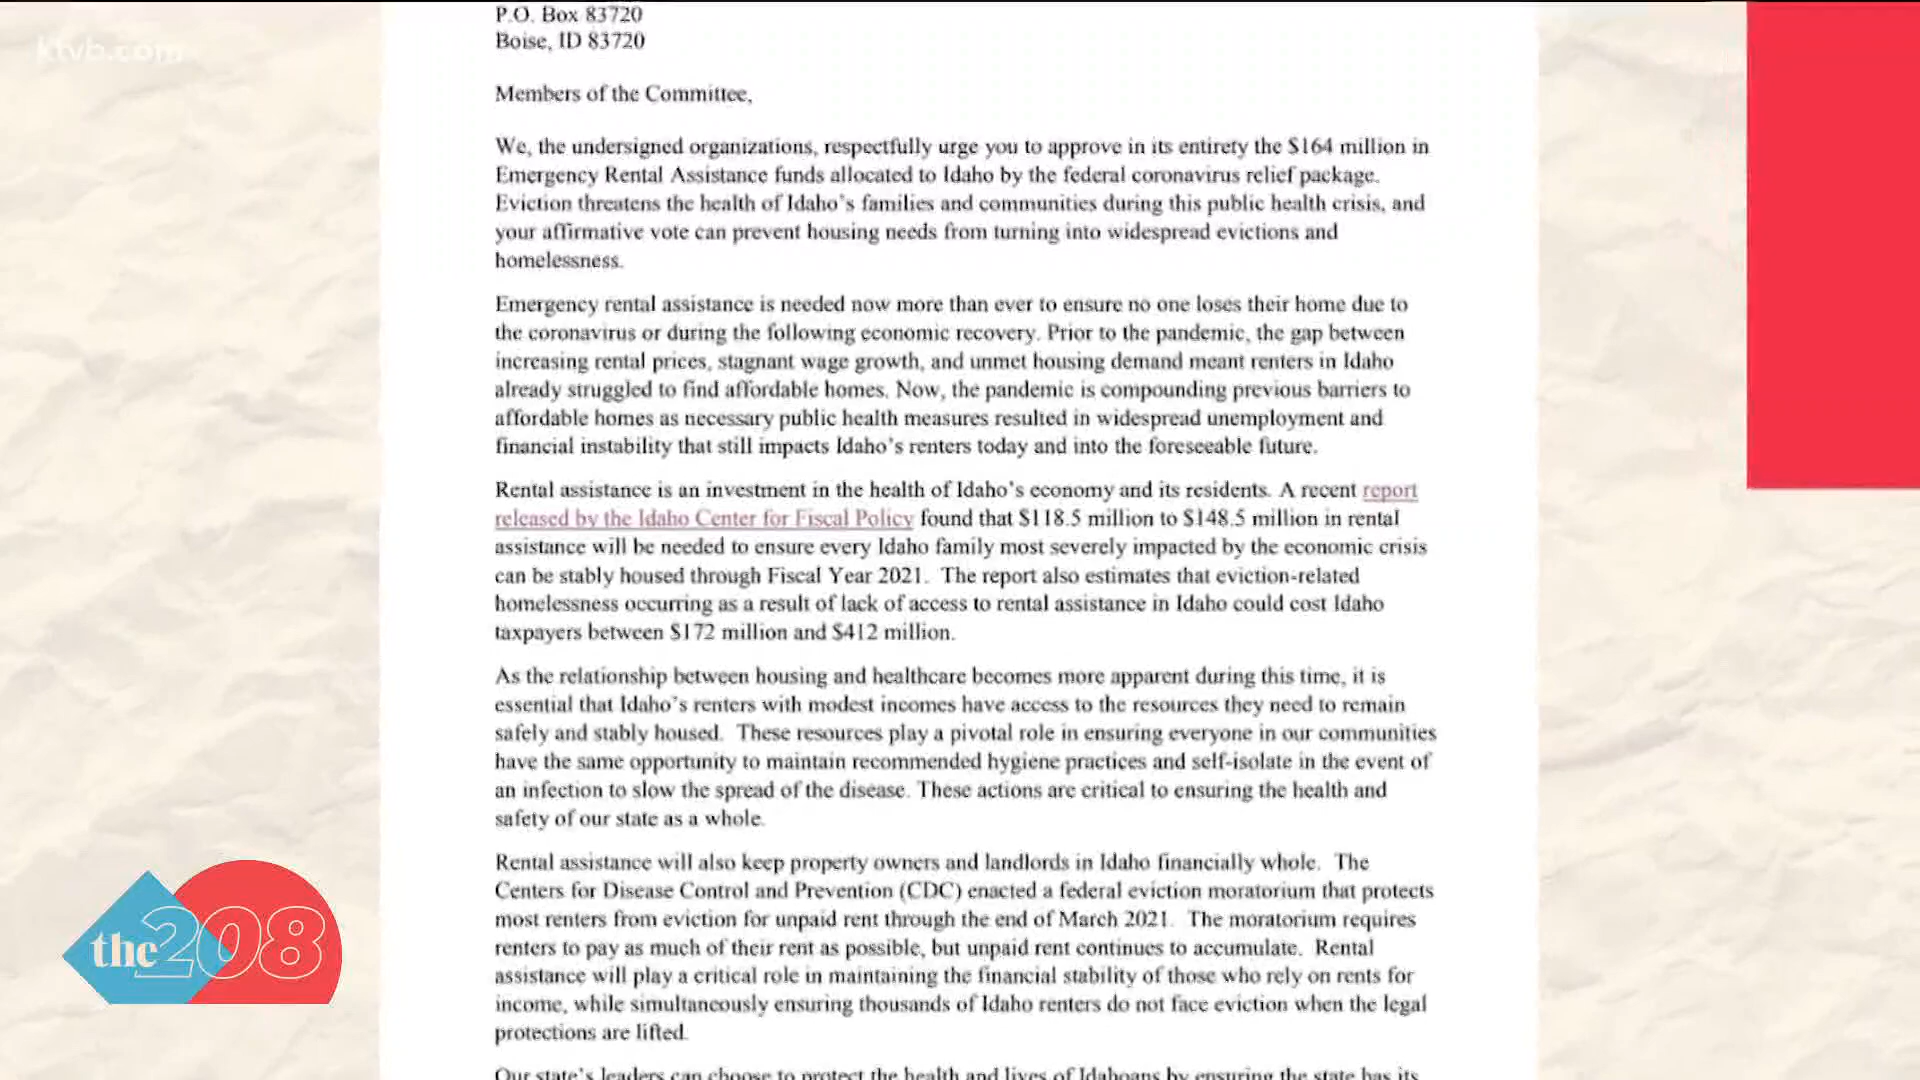 P.O. Box 83720
Boise, ID 83720
ktvb.com
Members of the Committee,
We, the undersigned organizations, respectfully urge you to approve in its entirety the $164 million in
Emergency Rental Assistance funds allocated to Idaho by the federal coronavirus relief package.
Eviction threatens the health of Idaho's families and communities during this public health crisis, and
your affirmative vote can prevent housing needs from turning into widespread evictions and
homelessness.
Emergency rental assistance is needed now more than ever to ensure no one loses their home due to
the coronavirus or during the following economic recovery. Prior to the pandemic, the gap between
increasing rental prices, stagnant wage growth, and unmet housing demand meant renters in Idaho
already struggled to find affordable homes. Now, the pandemic is compounding previous barriers to
affordable homes as necessary public health measures resulted in widespread unemployment and
financial instability that still impacts Idaho's renters today and into the foreseeable future.
Rental assistance is an investment in the health of Idaho's economy and its residents. A recent report
released by the Idaho Center for Fiscal Policy found that $118.5 million to $148.5 million in rental
assistance will be needed to ensure every Idaho family most severely impacted by the economic crisis
can be stably housed through Fiscal Year 2021. The report also estimates that eviction-related
homelessness occurring as a result of lack of access to rental assistance in Idaho could cost Idaho
taxpayers between $172 million and $412 million.
As the relationship between housing and healthcare becomes more apparent during this time, it is
essential that Idaho's renters with modest incomes have access to the resources they need to remain
safely and stably housed. These resources play a pivotal role in ensuring everyone in our communities
have the same opportunity to maintain recommended hygiene practices and self-isolate in the event of
an infection to slow the spread of the disease. These actions are critical to ensuring the health and
safety of our state as a whole.
Rental assistance will also keep property owners and landlords in Idaho financially whole. The
Centers for Disease Control and Prevention (CDC) enacted a federal eviction moratorium that protects
most renters from eviction for unpaid rent through the end of March 2021. The moratorium requires
renters to pay as much of their rent as possible, but unpaid rent continues to accumulate. Rental
assistance will play a critical role in maintaining the financial stability of those who rely on rents for
income, while simultaneously ensuring thousands of Idaho renters do not face eviction when the legal
protections are lifted.
Our state's leaders can choose to protect the health and lives of Idahoans by ensuring the state has its
the 208